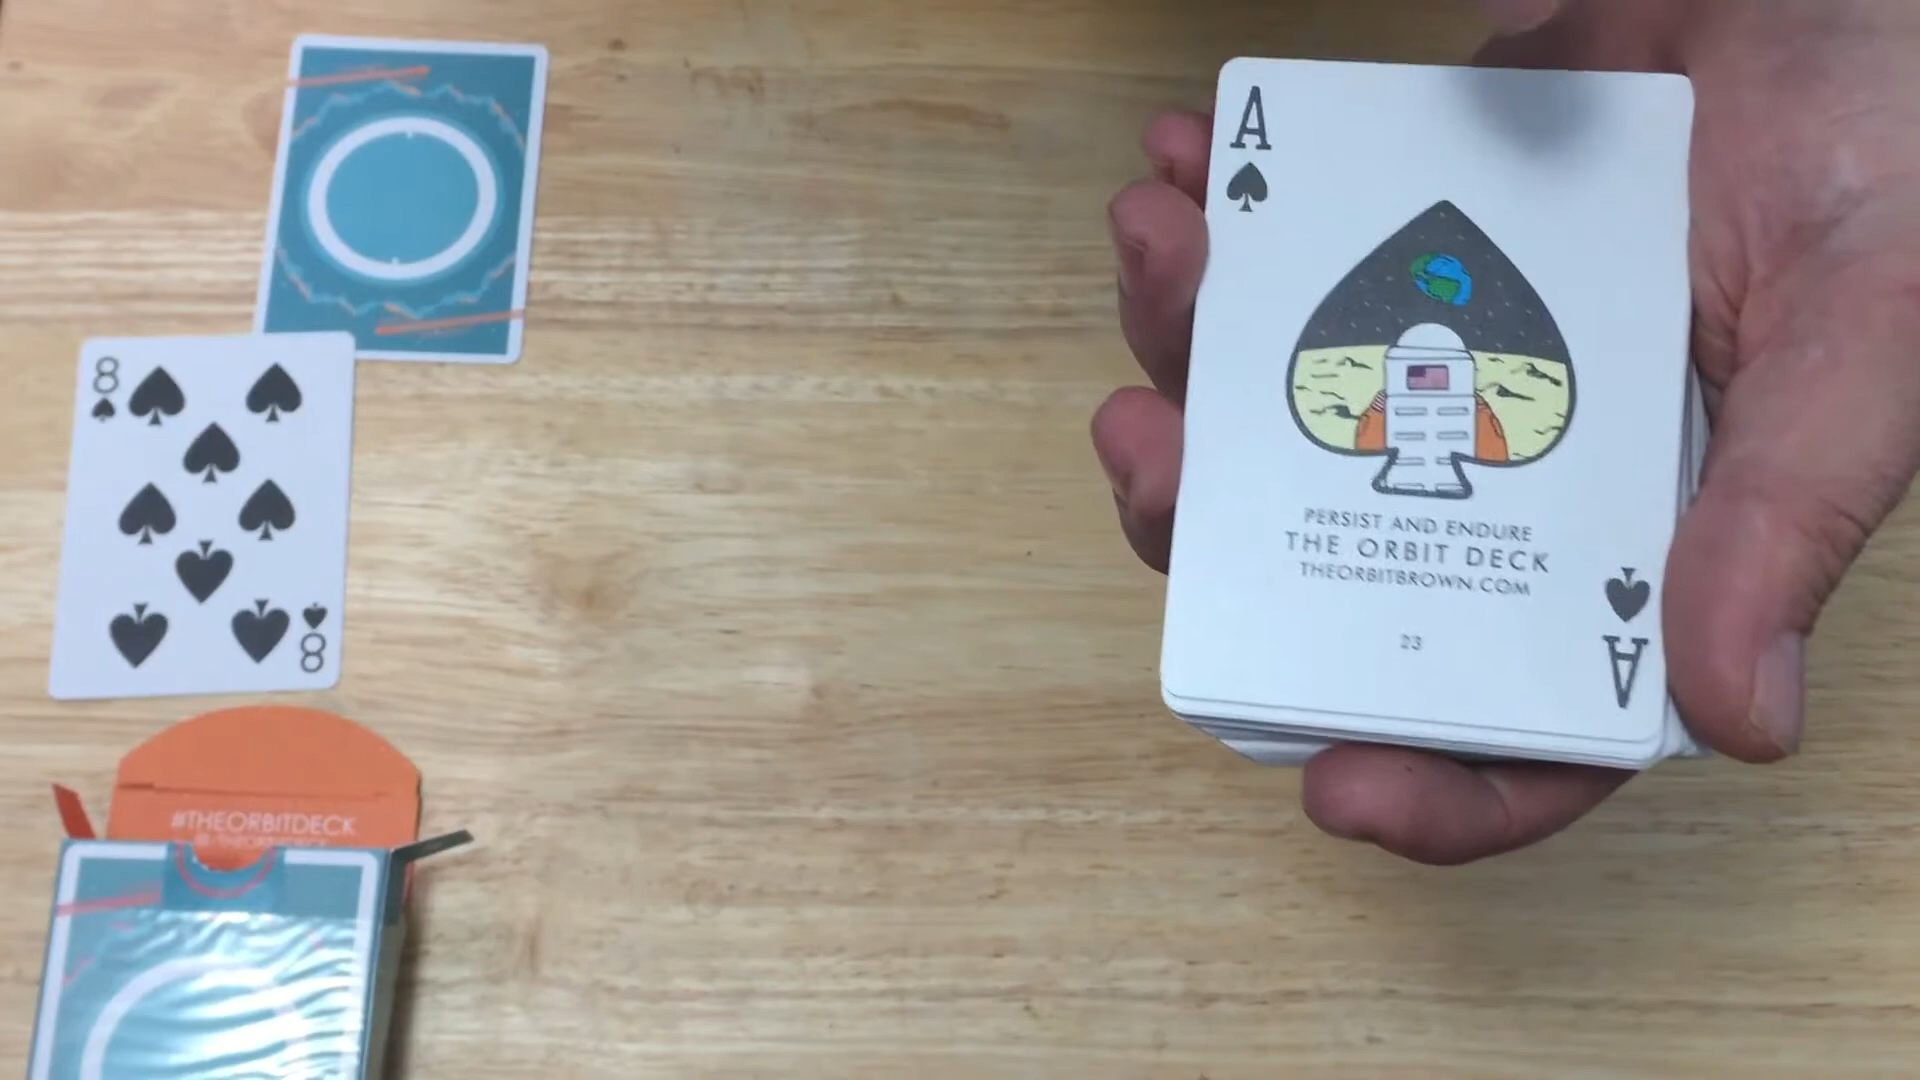 A
PERSIST AND ENDURE
THE ORBIT DECK
THEORBITBROWN.COM
23
A
8
8
#THEORBITDECK